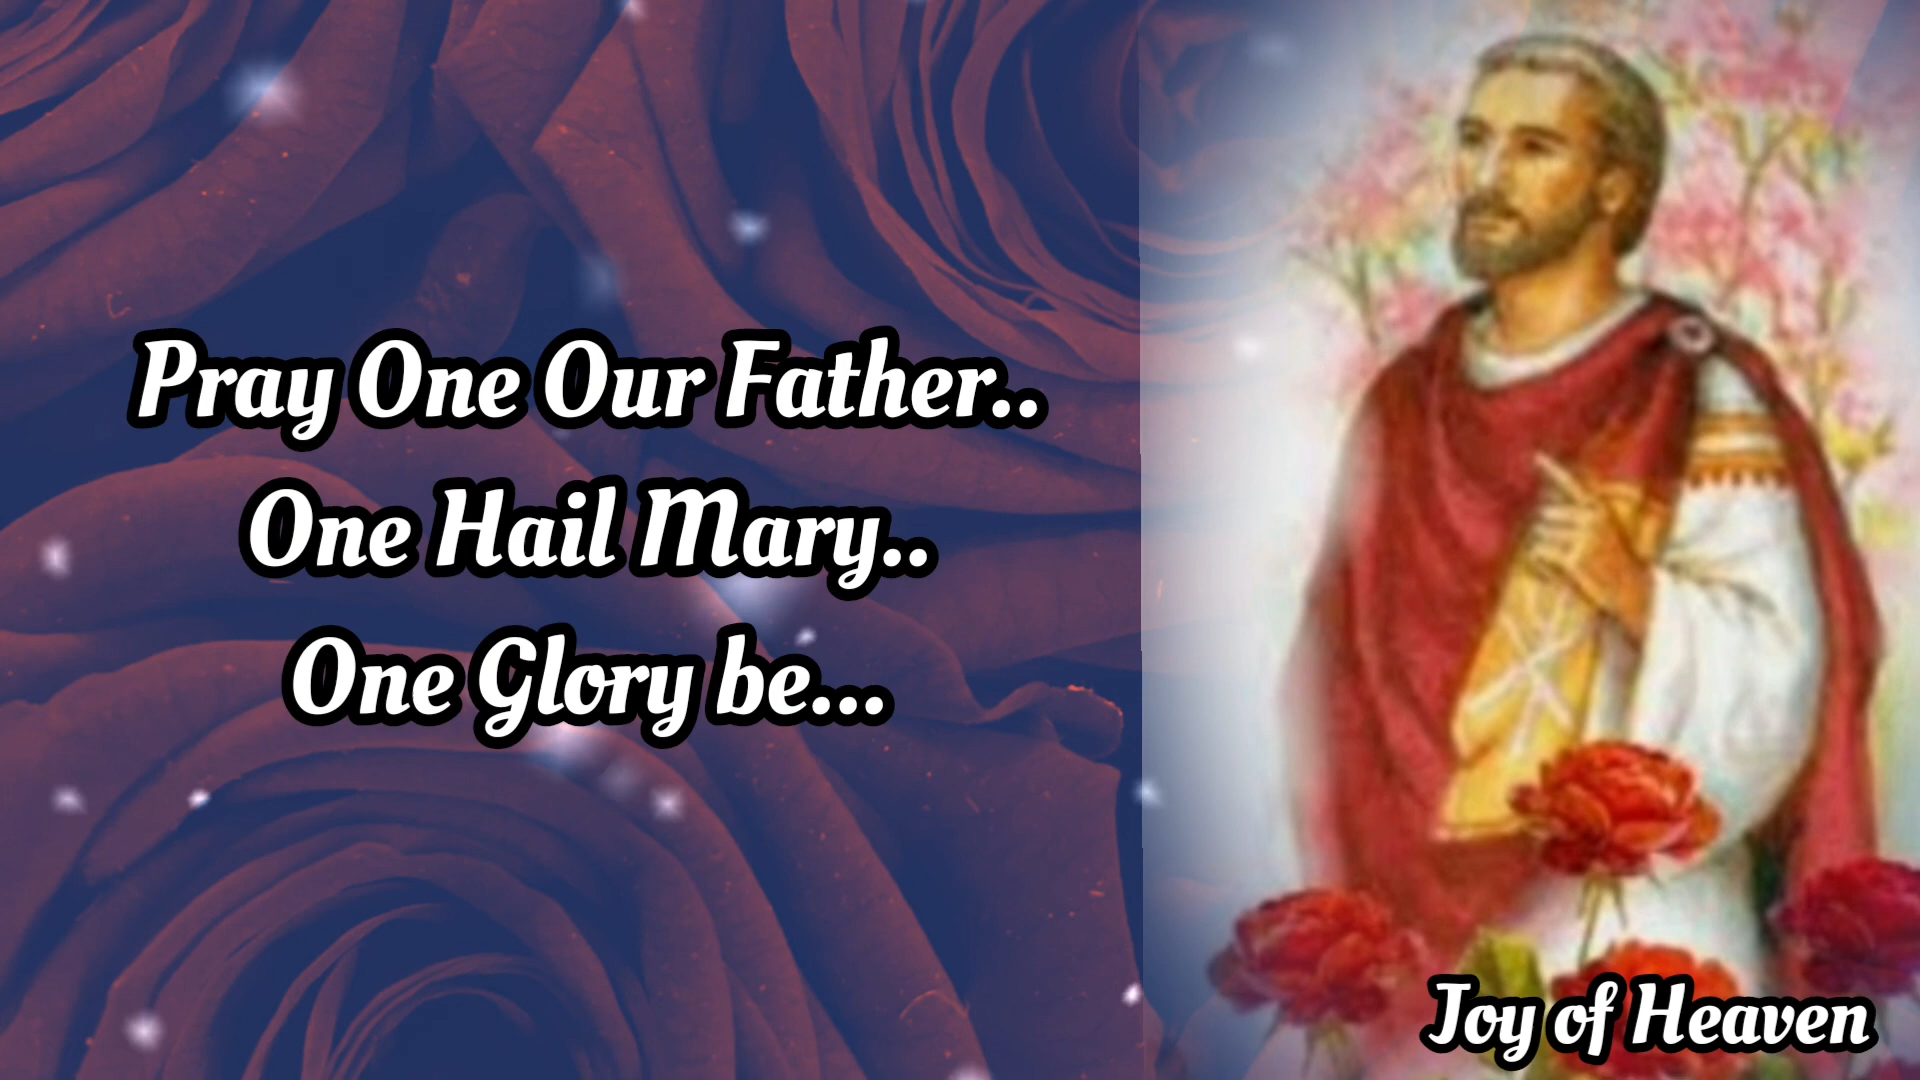 Pray One Our Father..
One Hail Mary..
One Glory be...
Joy of Heaven